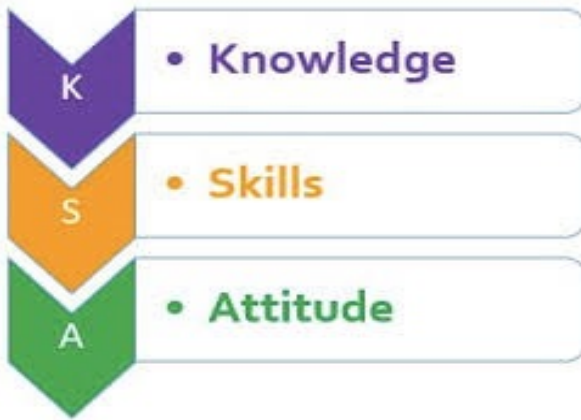 K
• Knowledge
S
• Skills
A
• Attitude